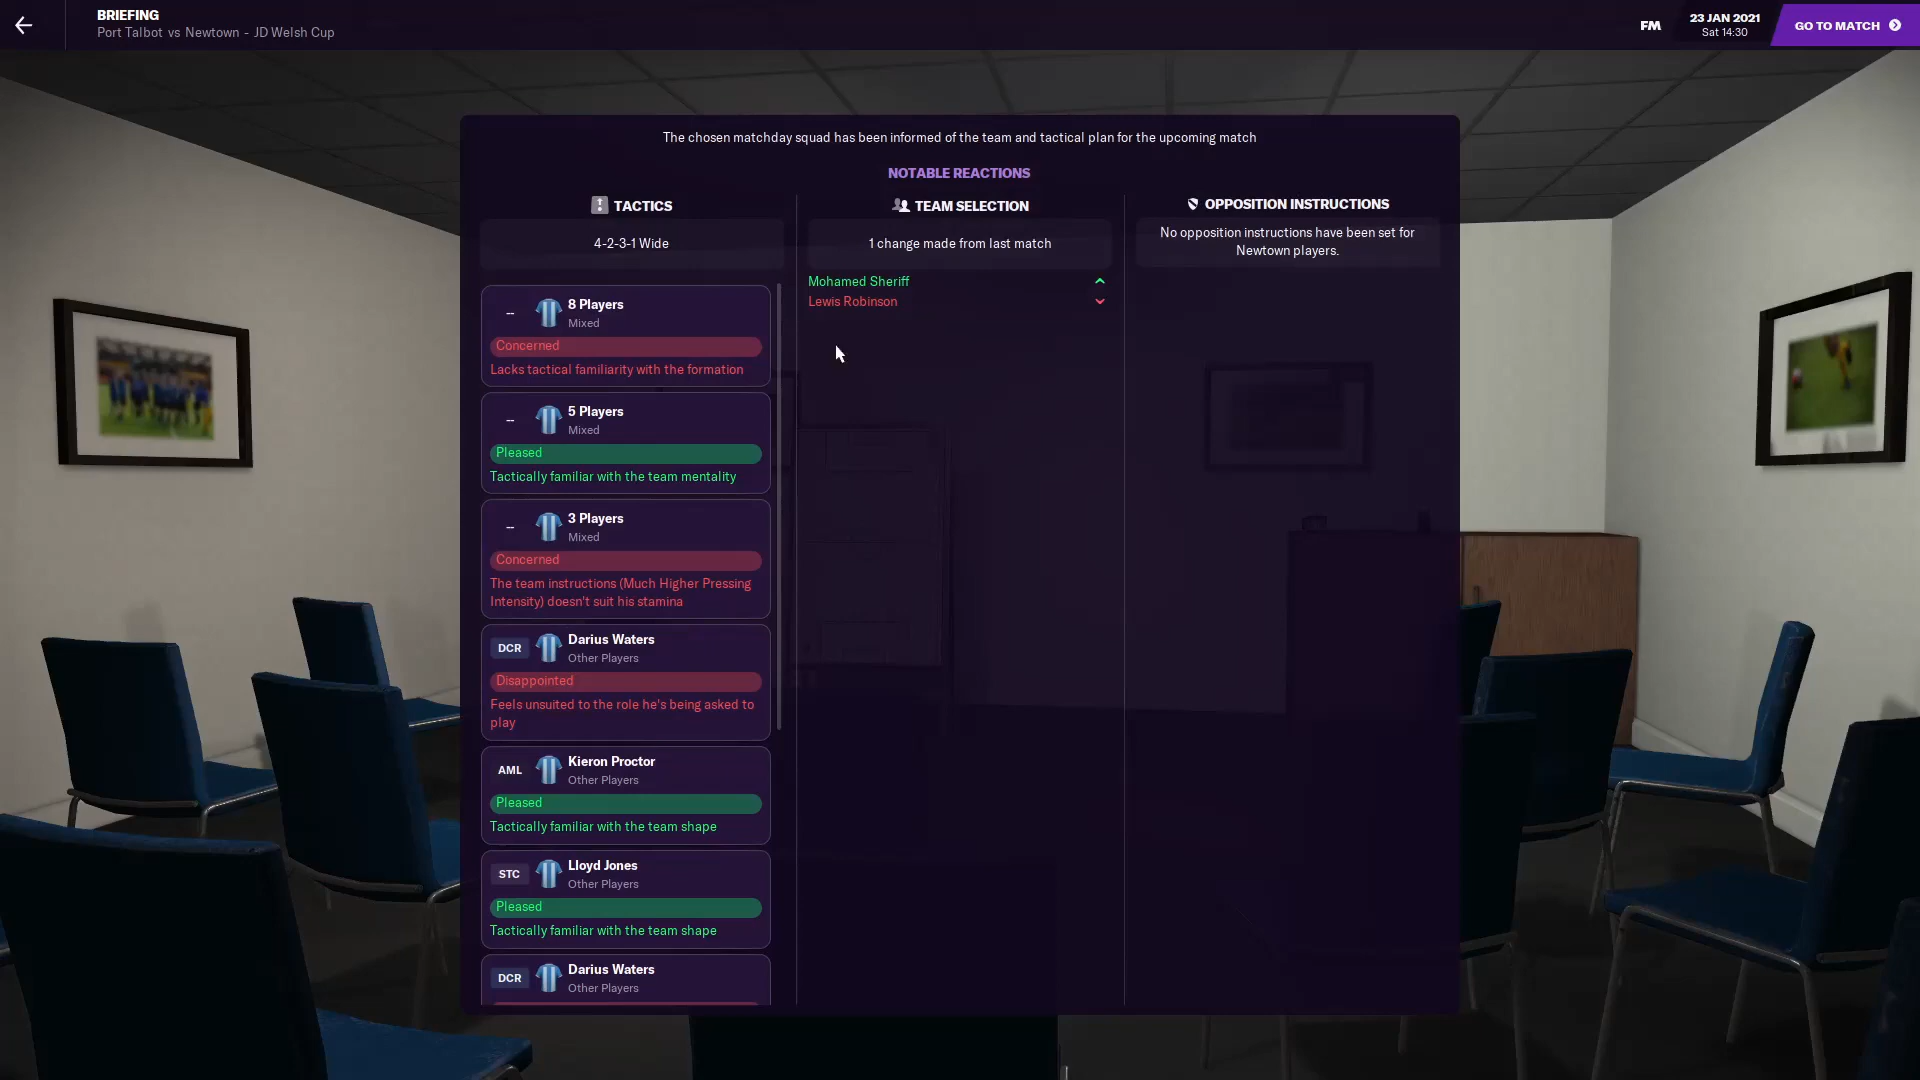 BRIEFING
Port Talbot vs Newtown - JD Welsh Cup
FM
23 JAN 2021
Sat 14:30
GO TO MATCH
The chosen matchday squad has been informed of the team and tactical plan for the upcoming match
NOTABLE REACTIONS
TACTICS
4-2-3-1 Wide
-- 8 Players
Mixed
Concerned
Lacks tactical familiarity with the formation
-- 5 Players
Mixed
Pleased
Tactically familiar with the team mentality
-- 3 Players
Mixed
Concerned
The team instructions (Much Higher Pressing
Intensity) doesn't suit his stamina
DCR Darius Waters
Other Players
Disappointed
Feels unsuited to the role he's being asked to
play
AML Kieron Proctor
Other Players
Pleased
Tactically familiar with the team shape
STC Lloyd Jones
Other Players
Pleased
Tactically familiar with the team shape
DCR Darius Waters
Other Players
TEAM SELECTION
1 change made from last match
Mohamed Sheriff
Lewis Robinson
OPPOSITION INSTRUCTIONS
No opposition instructions have been set for
Newtown players.